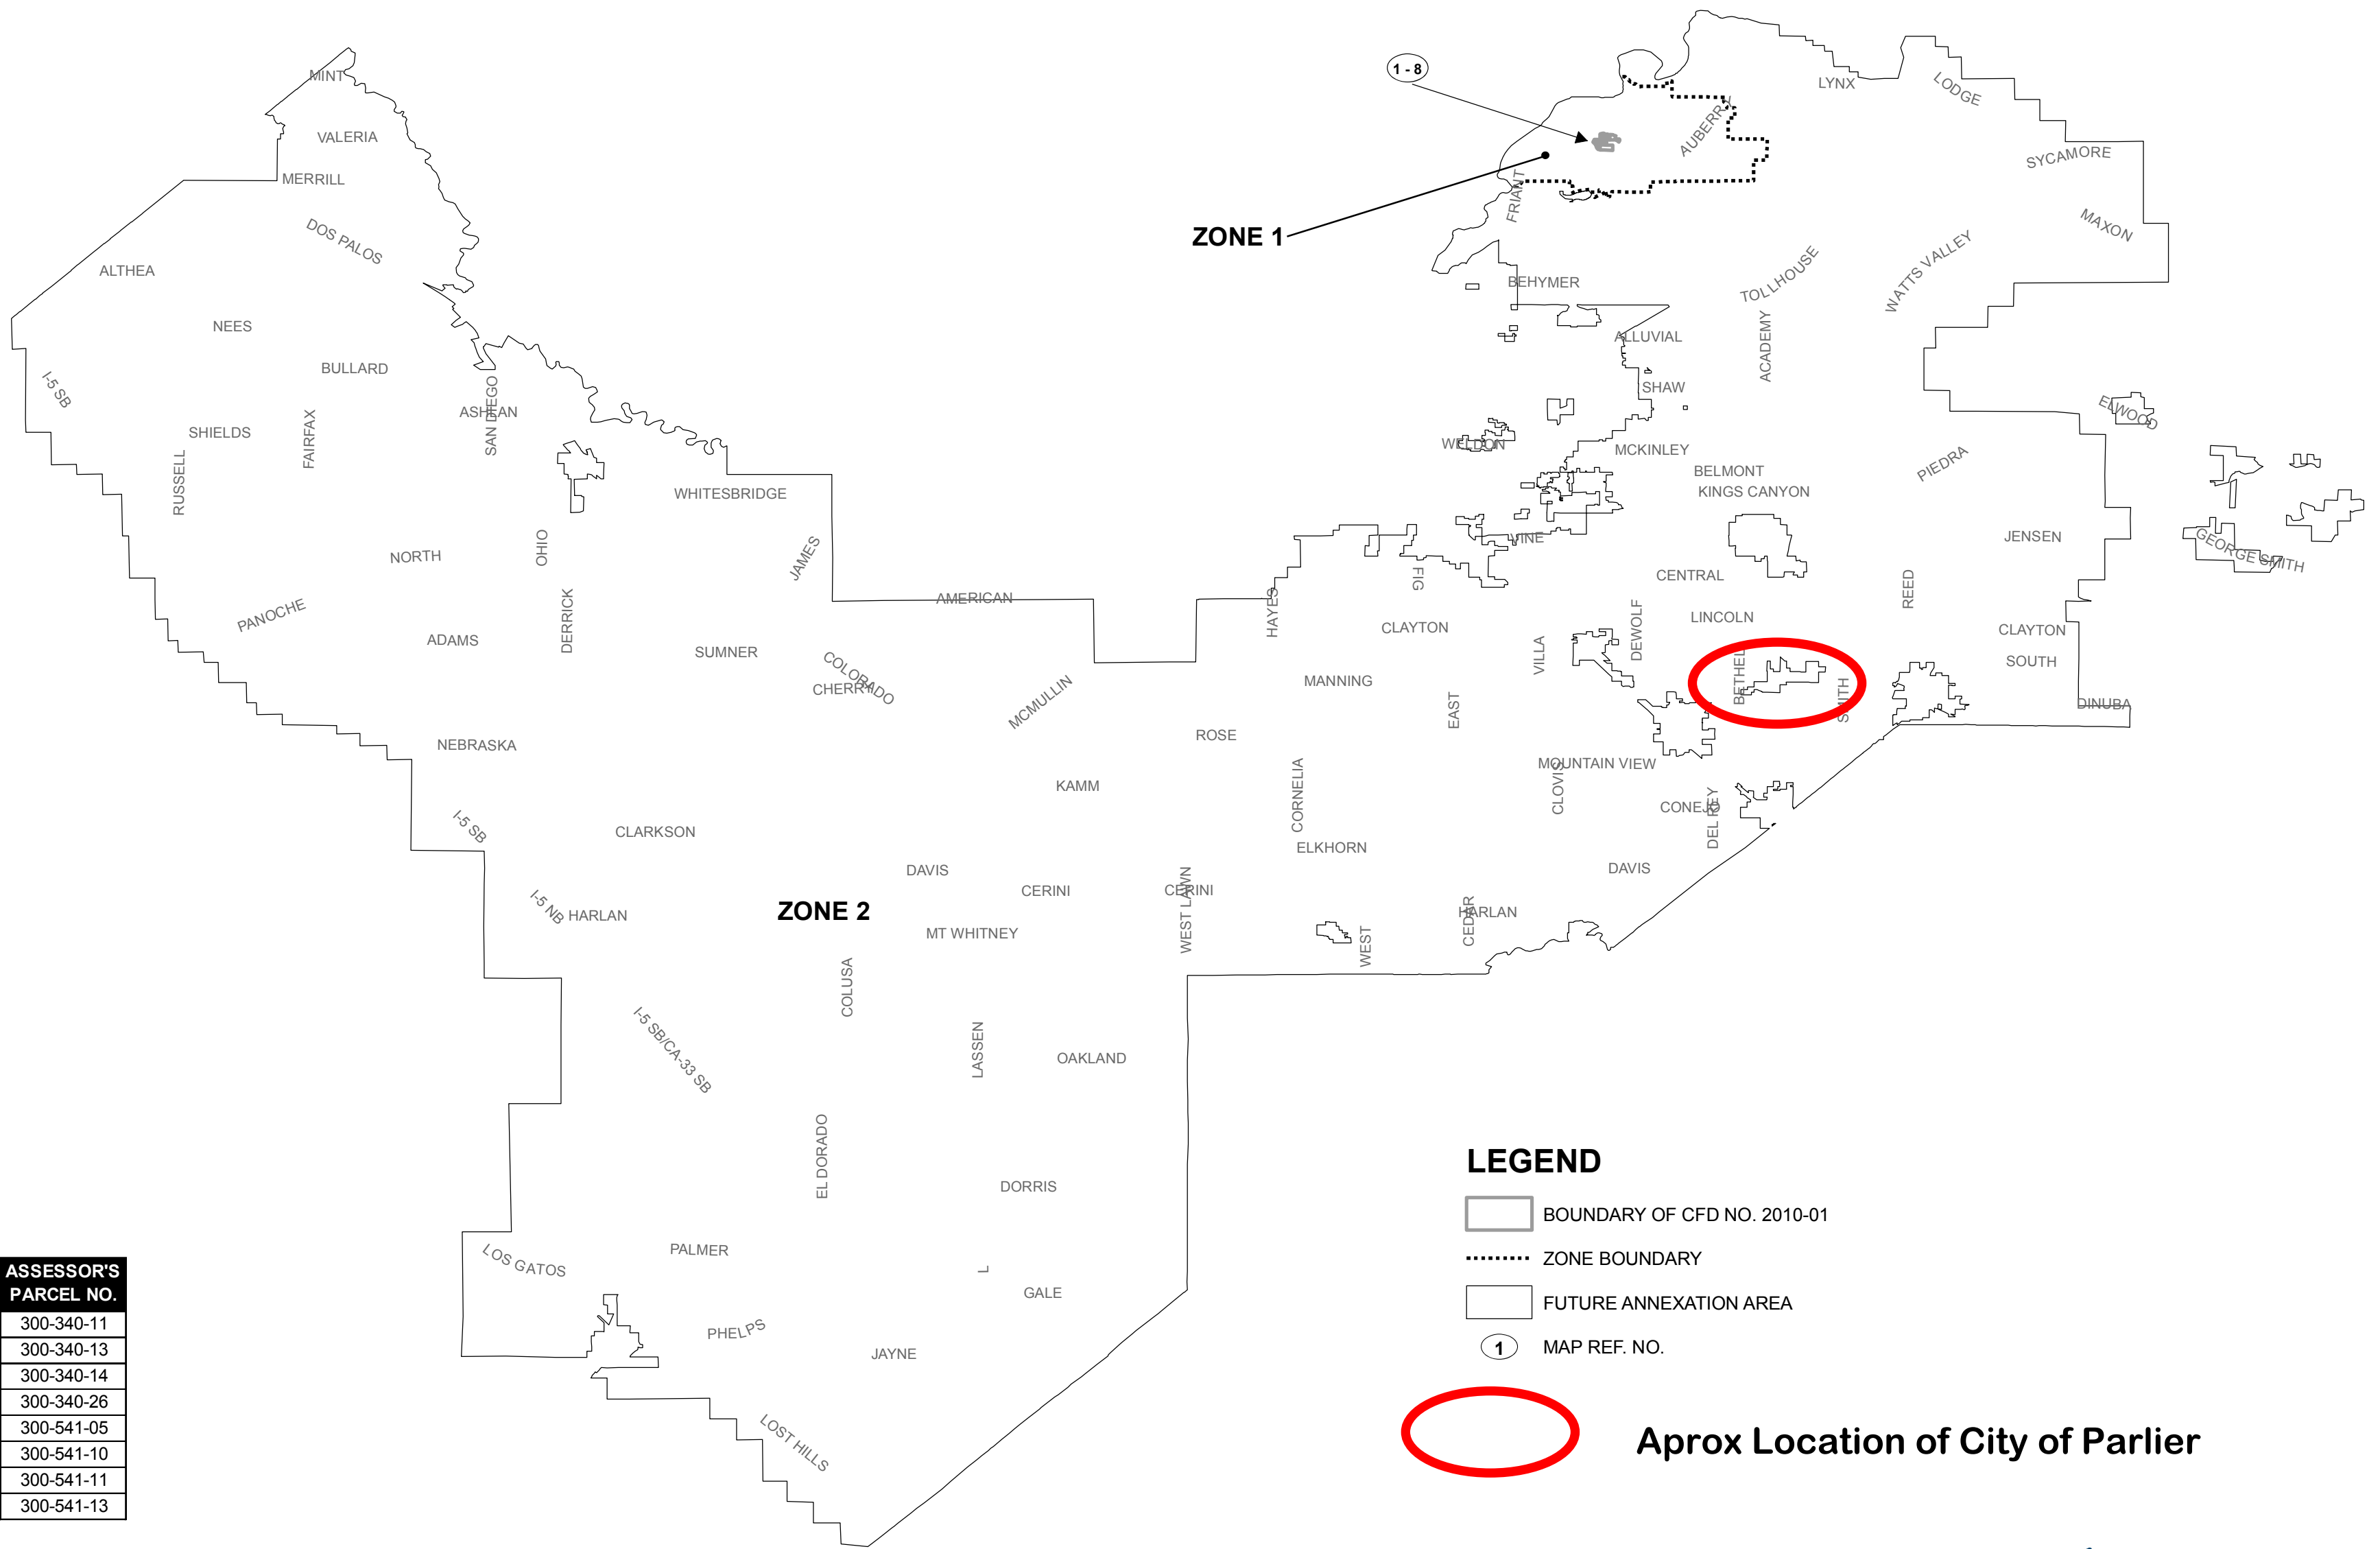 MINT
VALERIA
MERRILL
DOS PALOS
ALTHEA
NEES
BULLARD
I-5 SB
SAN DIEGO
ASHLAN
SHIELDS
FAIRFAX
RUSSELL
WHITESBRIDGE
NORTH
OHIO
JAMES
PANOCHE
DERRICK
ADAMS
SUMNER
COLORADO
CHERRY
AMERICAN
MCMULLIN
NEBRASKA
ROSE
KAMM
I-5 SB
CLARKSON
DAVIS
CERINI
CERINI
WEST LAWN
I-5 NB
HARLAN
ZONE 2
MT WHITNEY
COLUSA
I-5 SB/CA-33 SB
LASSEN
OAKLAND
EL DORADO
DORRIS
LOS GATOS
PALMER
L
GALE
PHELPS
JAYNE
LOST HILLS
1 - 8
ZONE 1
LYNX
LODGE
AUBERRY
SYCAMORE
FRIANT
MAXON
BEHYMER
TOLLHOUSE
WATTS VALLEY
ALLUVIAL
ACADEMY
SHAW
ELWOOD
WELDON
MCKINLEY
BELMONT
KINGS CANYON
PIEDRA
VINE
JENSEN
GEORGE SMITH
FIG
CENTRAL
REED
HAYES
CLAYTON
DEWOLF
LINCOLN
CLAYTON
VILLA
SOUTH
MANNING
BETHEL
SMITH
EAST
DINUBA
MOUNTAIN VIEW
CLOVIS
CORNELIA
CONEJO
DEL REY
ELKHORN
DAVIS
CEDAR
HARLAN
WEST
LEGEND
BOUNDARY OF CFD NO. 2010-01
ZONE BOUNDARY
FUTURE ANNEXATION AREA
1 MAP REF. NO.
Aprox Location of City of Parlier
ASSESSOR'S
PARCEL NO.
300-340-11
300-340-13
300-340-14
300-340-26
300-541-05
300-541-10
300-541-11
300-541-13